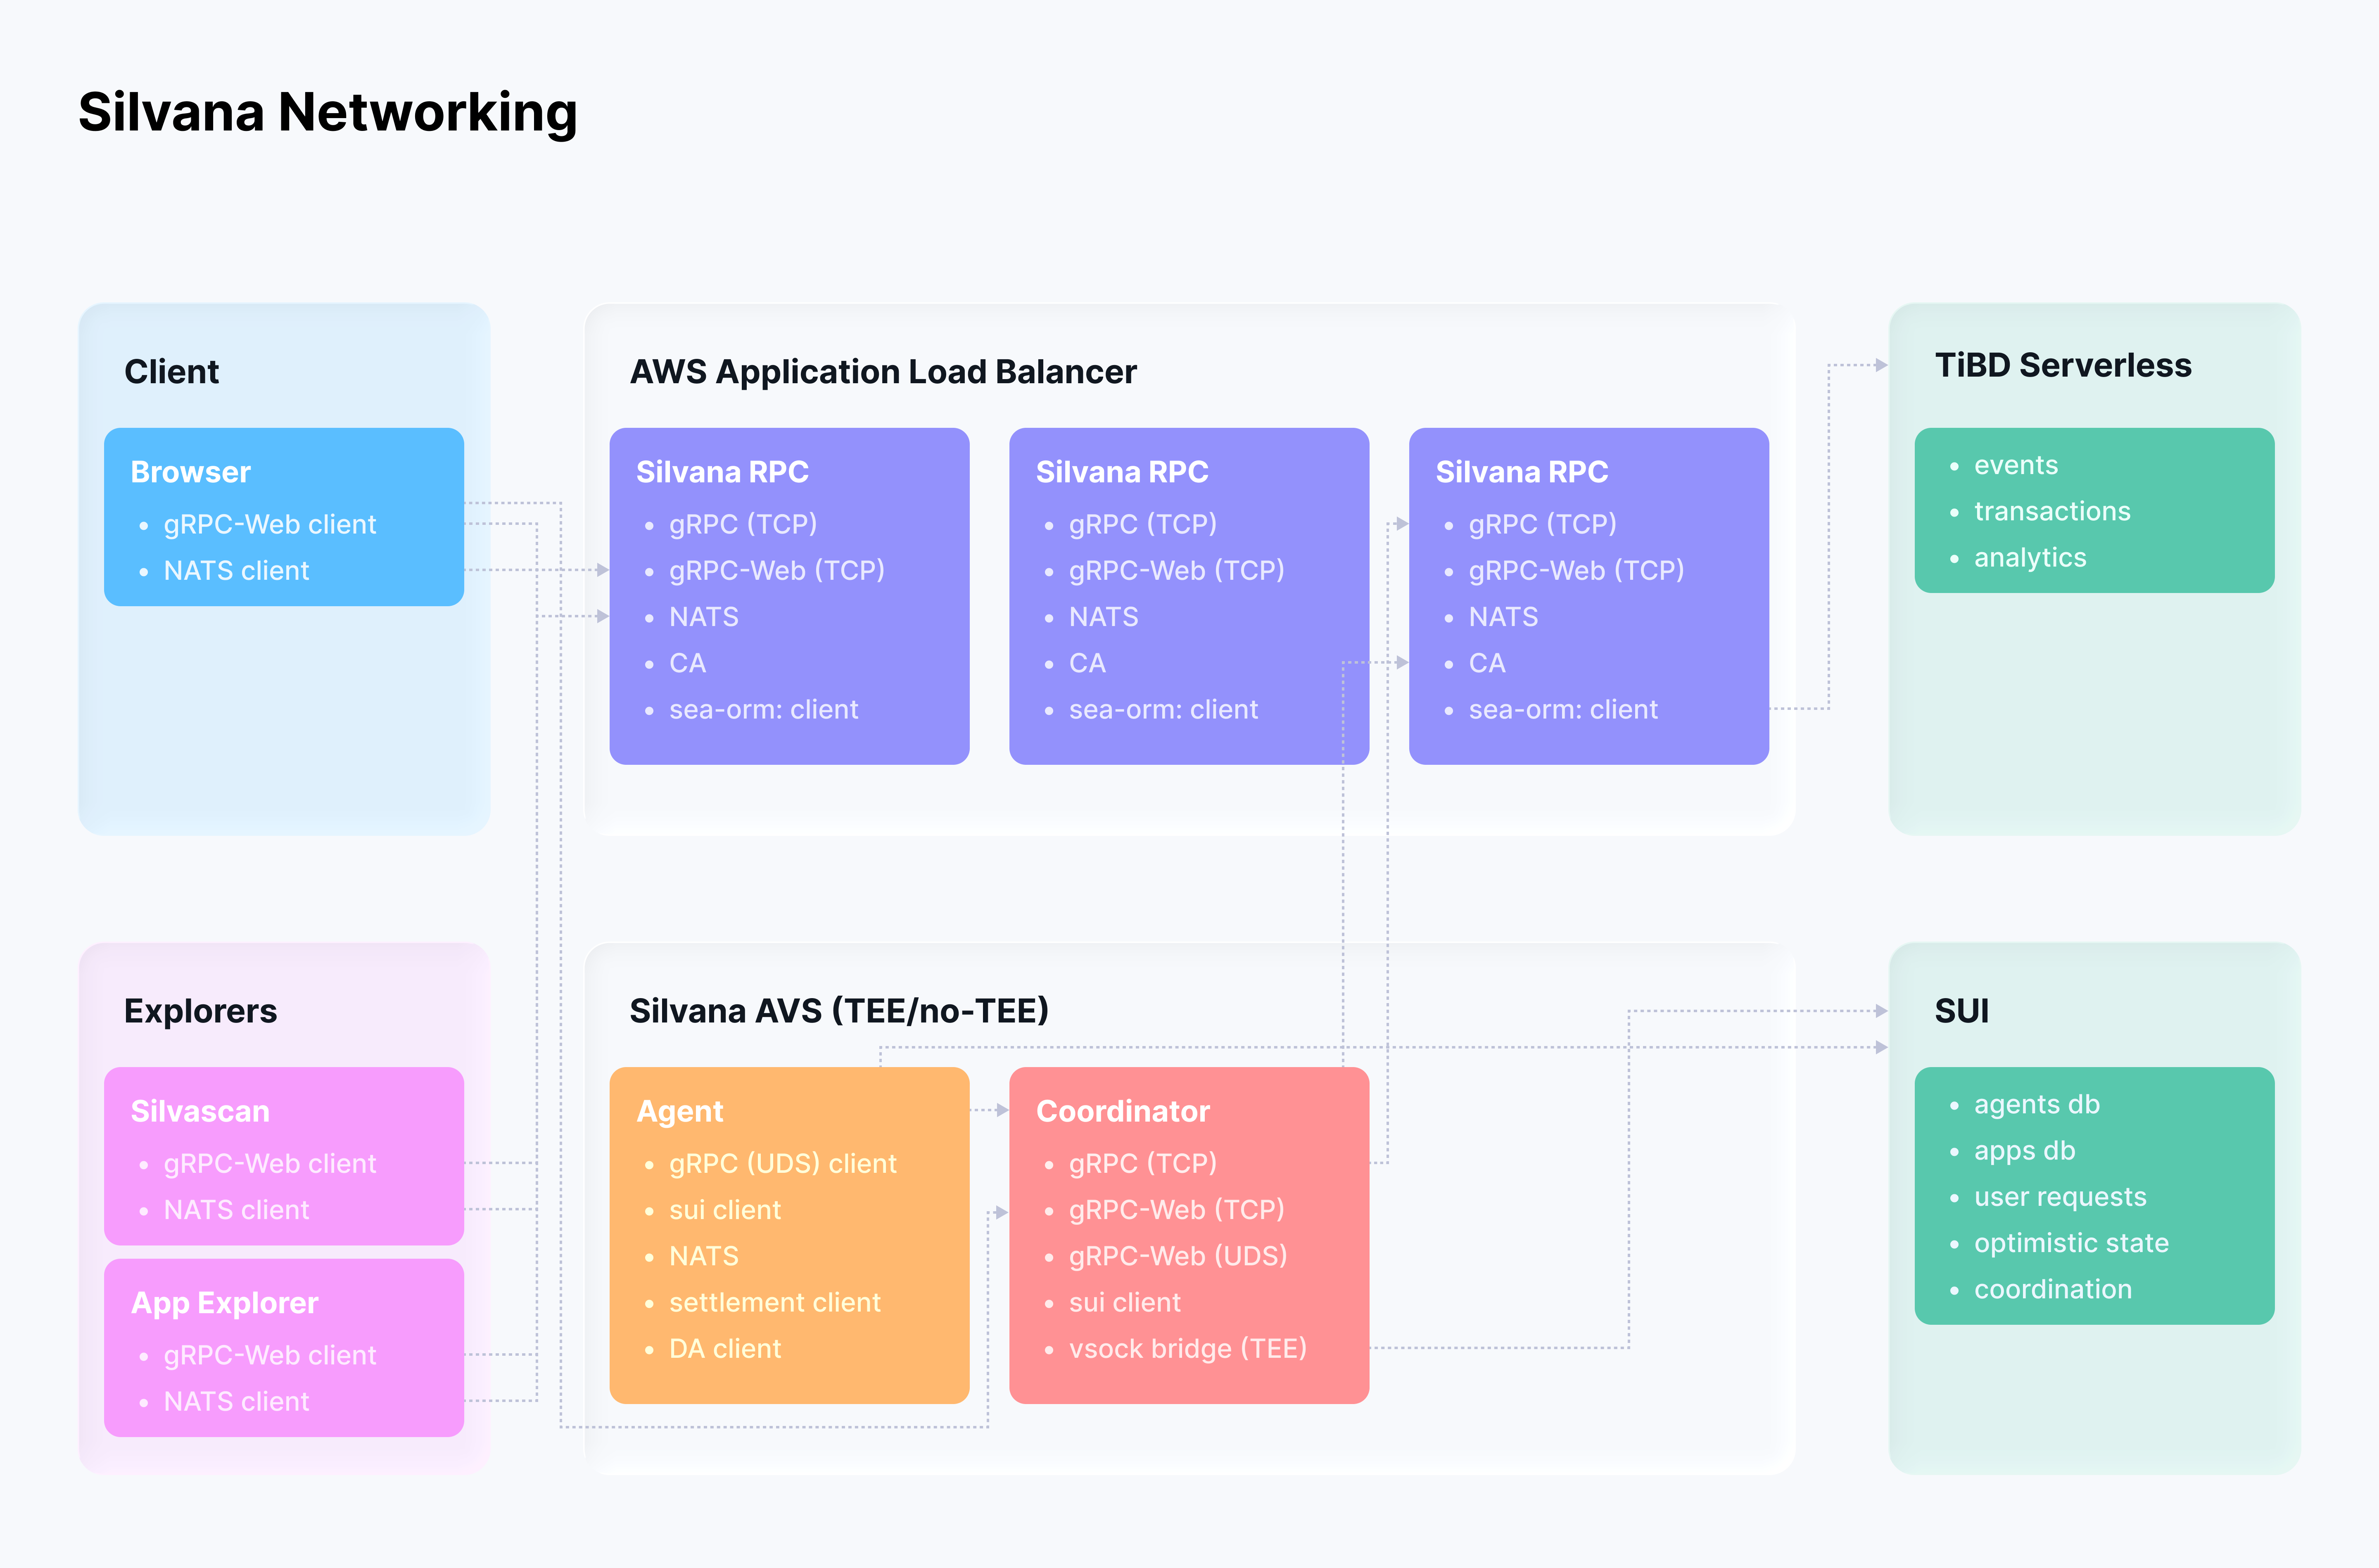 Silvana Networking
Client
Browser
gRPC-Web client
NATS client
AWS Application Load Balancer
Silvana RPC
gRPC (TCP)
gRPC-Web (TCP)
NATS
CA
sea-orm: client
Silvana RPC
gRPC (TCP)
gRPC-Web (TCP)
NATS
CA
sea-orm: client
Silvana RPC
gRPC (TCP)
gRPC-Web (TCP)
NATS
CA
sea-orm: client
TiBD Serverless
events
transactions
analytics
Explorers
Silvascan
gRPC-Web client
NATS client
App Explorer
gRPC-Web client
NATS client
Silvana AVS (TEE/no-TEE)
Agent
gRPC (UDS) client
sui client
NATS
settlement client
DA client
Coordinator
gRPC (TCP)
gRPC-Web (TCP)
gRPC-Web (UDS)
sui client
vsock bridge (TEE)
SUI
agents db
apps db
user requests
optimistic state
coordination